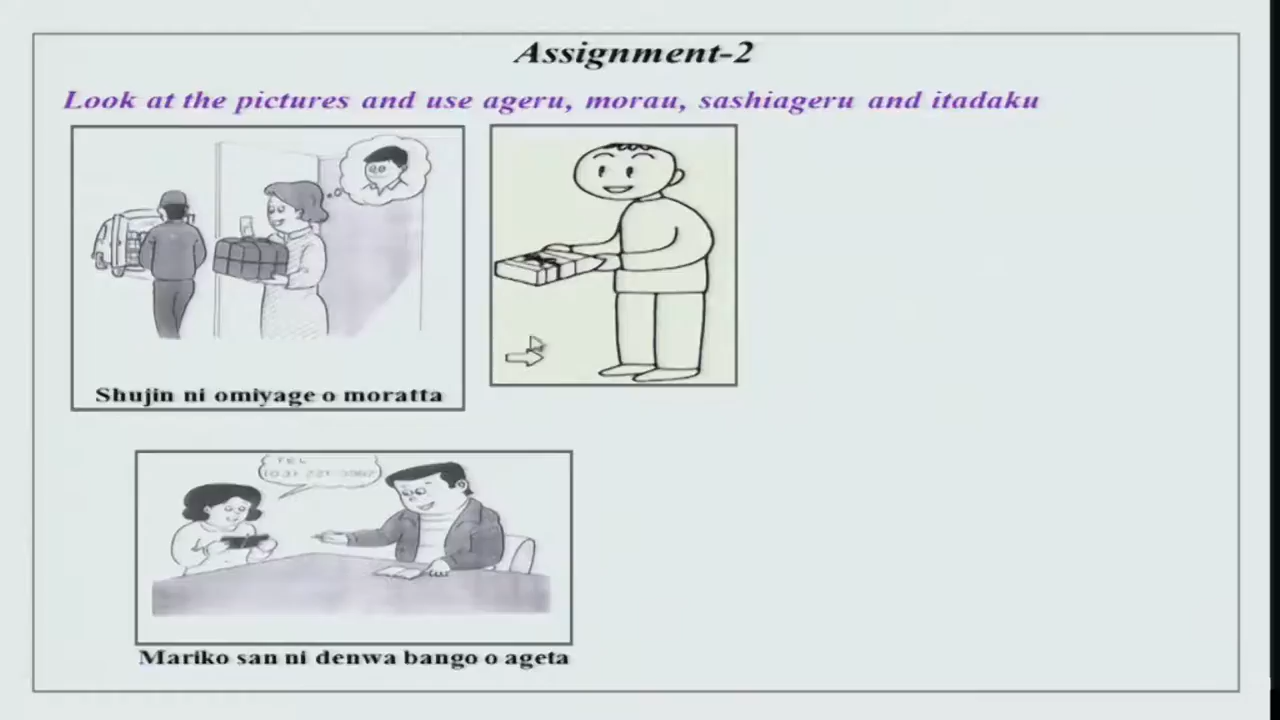 Assignment-2
Look at the pictures and use ageru, morau, sashiageru and itadaku
Shujin ni omiyage o moratta
TEL
Mariko san ni denwa bango o ageta